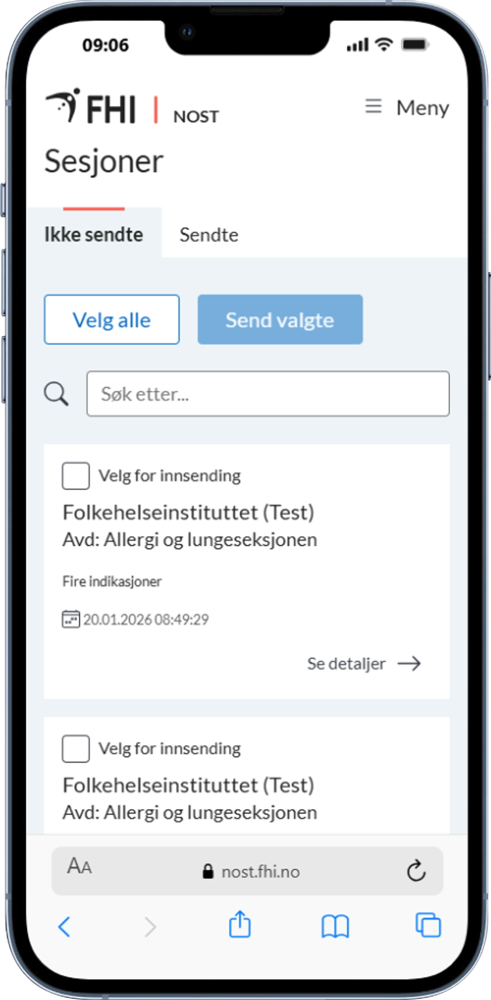 09:06
FHI | NOST
Meny
Sesjoner
Ikke sendte
Sendte
Velg alle
Send valgte
Søk etter...
Velg for innsending
Folkehelseinstituttet (Test)
Avd: Allergi og lungeseksjonen
Fire indikasjoner
20.01.2026 08:49:29
Se detaljer
Velg for innsending
Folkehelseinstituttet (Test)
Avd: Allergi og lungeseksjonen
AA
nost.fhi.no